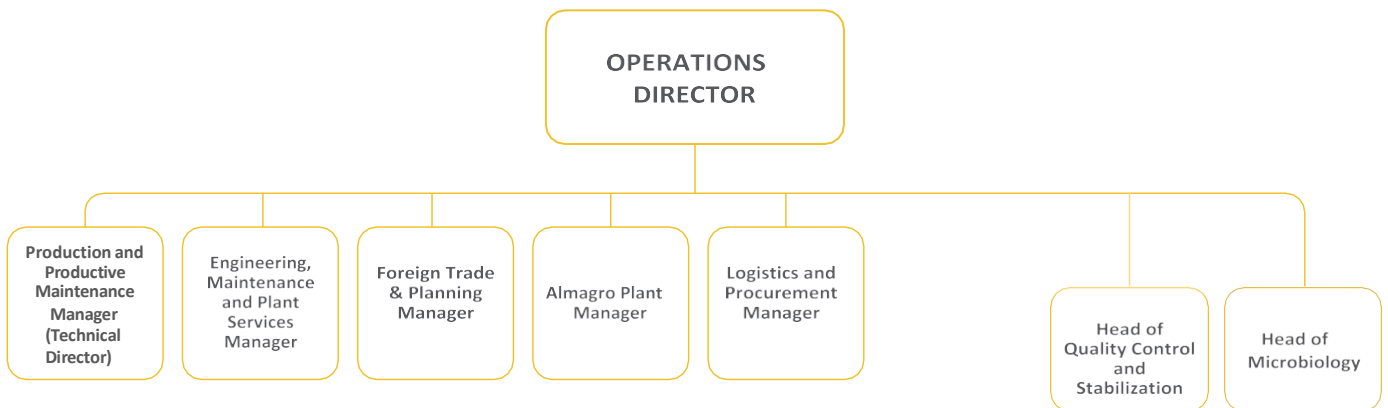 OPERATIONS
DIRECTOR
Production and
Productive
Maintenance
Manager
(Technical
Director)
Engineering,
Maintenance
and Plant
Services
Manager
Foreign Trade
& Planning
Manager
Almagro Plant
Manager
Logistics and
Procurement
Manager
Head of
Quality Control
and
Stabilization
Head of
Microbiology